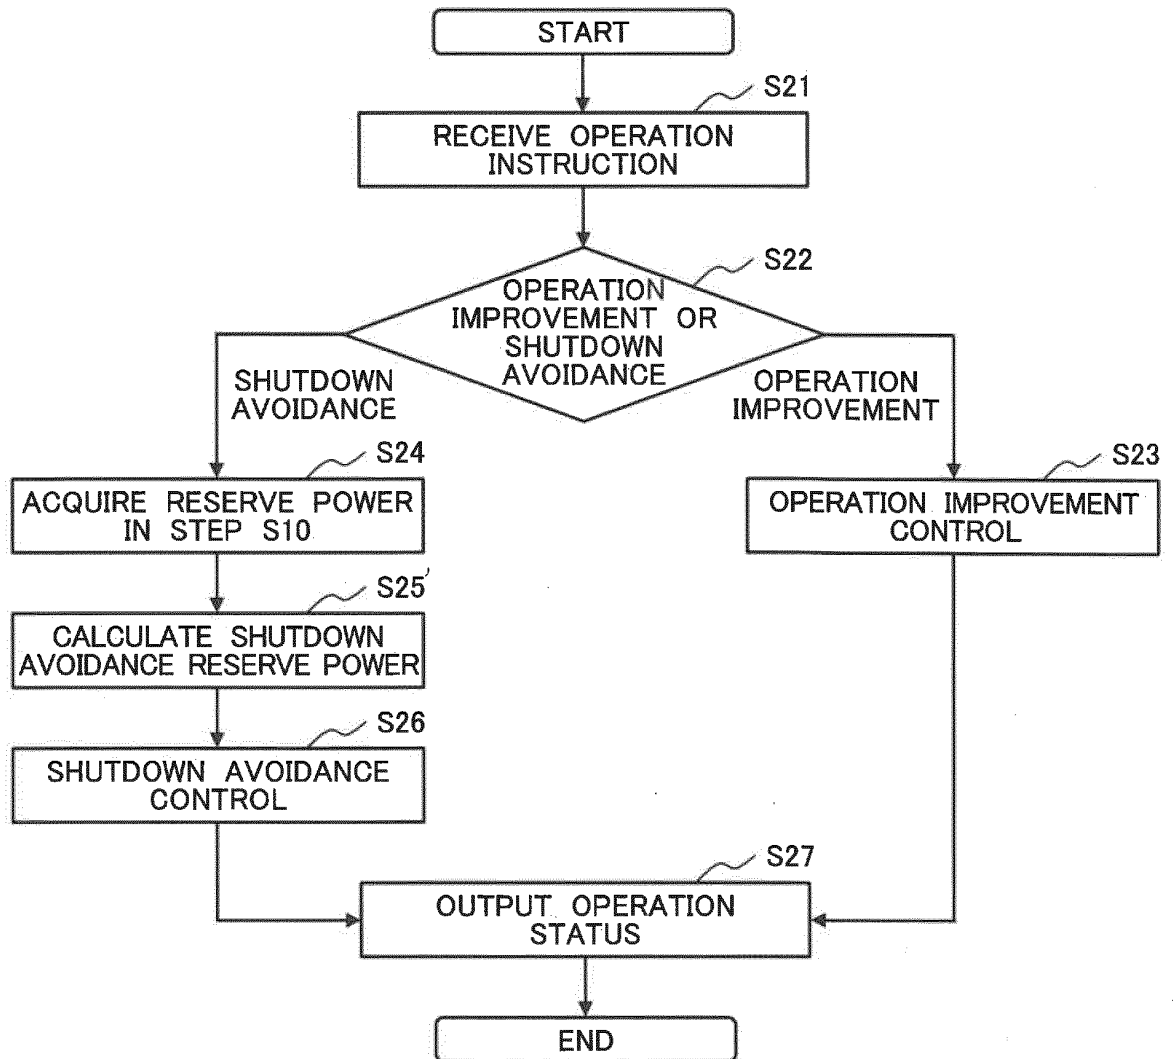 START
S21
RECEIVE OPERATION
INSTRUCTION
S22
OPERATION
IMPROVEMENT OR
SHUTDOWN
AVOIDANCE
SHUTDOWN
AVOIDANCE
OPERATION
IMPROVEMENT
S24
ACQUIRE RESERVE POWER
IN STEP S10
S23
OPERATION IMPROVEMENT
CONTROL
S25'
CALCULATE SHUTDOWN
AVOIDANCE RESERVE POWER
S26
SHUTDOWN AVOIDANCE
CONTROL
S27
OUTPUT OPERATION
STATUS
END